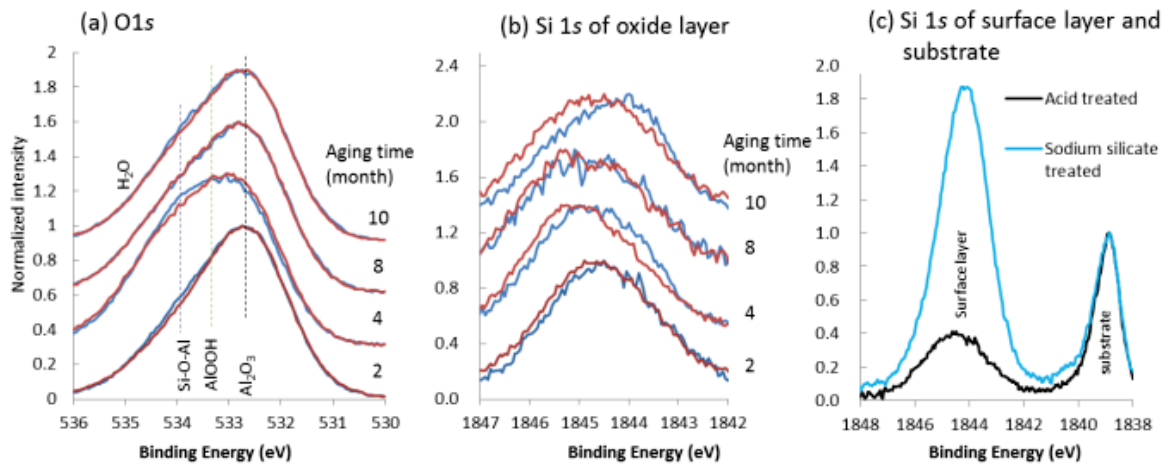 (a) O1s
(b) Si 1s of oxide layer
(c) Si 1s of surface layer and
substrate
Normalized intensity
2
1.8
1.6
1.4
1.2
1
0.8
0.6
0.4
0.2
0
536
535
534
533
532
531
530
Binding Energy (eV)
H₂O
Si-O-Al
AlOOH
Al₂O₃
Aging time
(month)
10
8
4
2
2.4
2.0
1.6
1.2
0.8
0.4
0.0
1847
1846
1845
1844
1843
1842
Binding Energy (eV)
Aging time
(month)
10
8
4
2
2.0
1.8
1.6
1.4
1.2
1.0
0.8
0.6
0.4
0.2
0.0
1848
1846
1844
1842
1840
1838
Binding Energy (eV)
Acid treated
Sodium silicate
treated
Surface layer
substrate